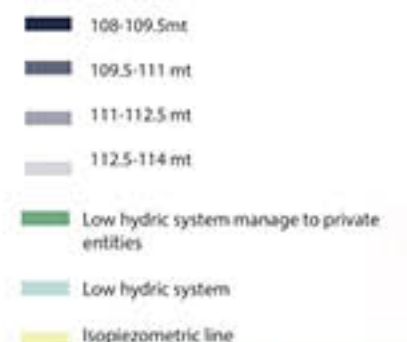 108-109.5mt
109.5-111 mt
111-112.5 mt
112.5-114 mt
Low hydric system manage to private
entities
Low hydric system
Isopiezometric line